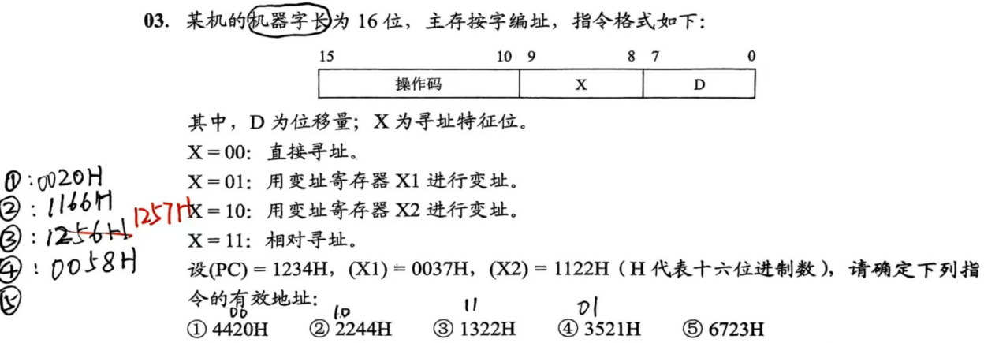 03. 某机的机器字长为 16 位，主存按字编址，指令格式如下：
15 10 9 8 7 0
操作码 X D
其中，D 为位移量；X 为寻址特征位。
X = 00：直接寻址。
①:0020H
X = 01：用变址寄存器 X1 进行变址。
②:1166H
1257H
X = 10：用变址寄存器 X2 进行变址。
③:1256H
X = 11：相对寻址。
④:0058H
设(PC) = 1234H，(X1) = 0037H，(X2) = 1122H（H 代表十六位进制数），请确定下列指
⑤
令的有效地址：
00 10 11 01
① 4420H ② 2244H ③ 1322H ④ 3521H ⑤ 6723H